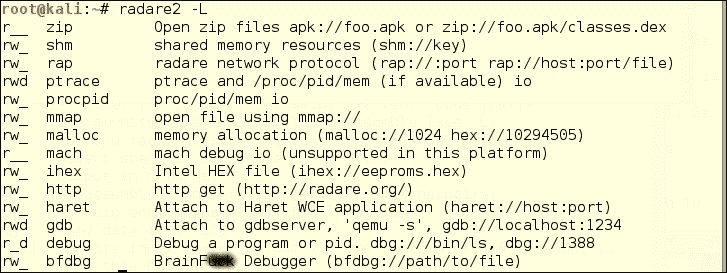 root@kali:~# radare2 -L
r__ zip Open zip files apk://foo.apk or zip://foo.apk/classes.dex
rw_ shm shared memory resources (shm://key)
rw_ rap radare network protocol (rap://:port rap://host:port/file)
rwd ptrace ptrace and /proc/pid/mem (if available) io
rw_ procpid proc/pid/mem io
rw_ mmap open file using mmap://
rw_ malloc memory allocation (malloc://1024 hex://10294505)
r__ mach mach debug io (unsupported in this platform)
rw_ ihex Intel HEX file (ihex://eeproms.hex)
rw_ http http get (http://radare.org/)
rw_ haret Attach to Haret WCE application (haret://host:port)
rwd gdb Attach to gdbserver, 'qemu -s', gdb://localhost:1234
r_d debug Debug a program or pid. dbg:///bin/ls, dbg://1388
rw_ bfdbg Debugger (bfdbg://path/to/file)